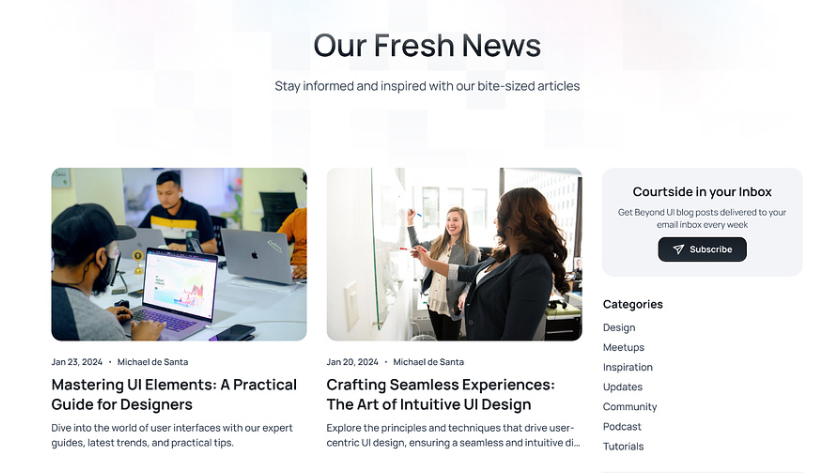 Our Fresh News
Stay informed and inspired with our bite-sized articles
Jan 23, 2024 • Michael de Santa
Mastering UI Elements: A Practical
Guide for Designers
Dive into the world of user interfaces with our expert
guides, latest trends, and practical tips.
Jan 20, 2024 • Michael de Santa
Crafting Seamless Experiences:
The Art of Intuitive UI Design
Explore the principles and techniques that drive user-
centric UI design, ensuring a seamless and intuitive di...
Courtside in your Inbox
Get Beyond UI blog posts delivered to your
email inbox every week
Subscribe
Categories
Design
Meetups
Inspiration
Updates
Community
Podcast
Tutorials